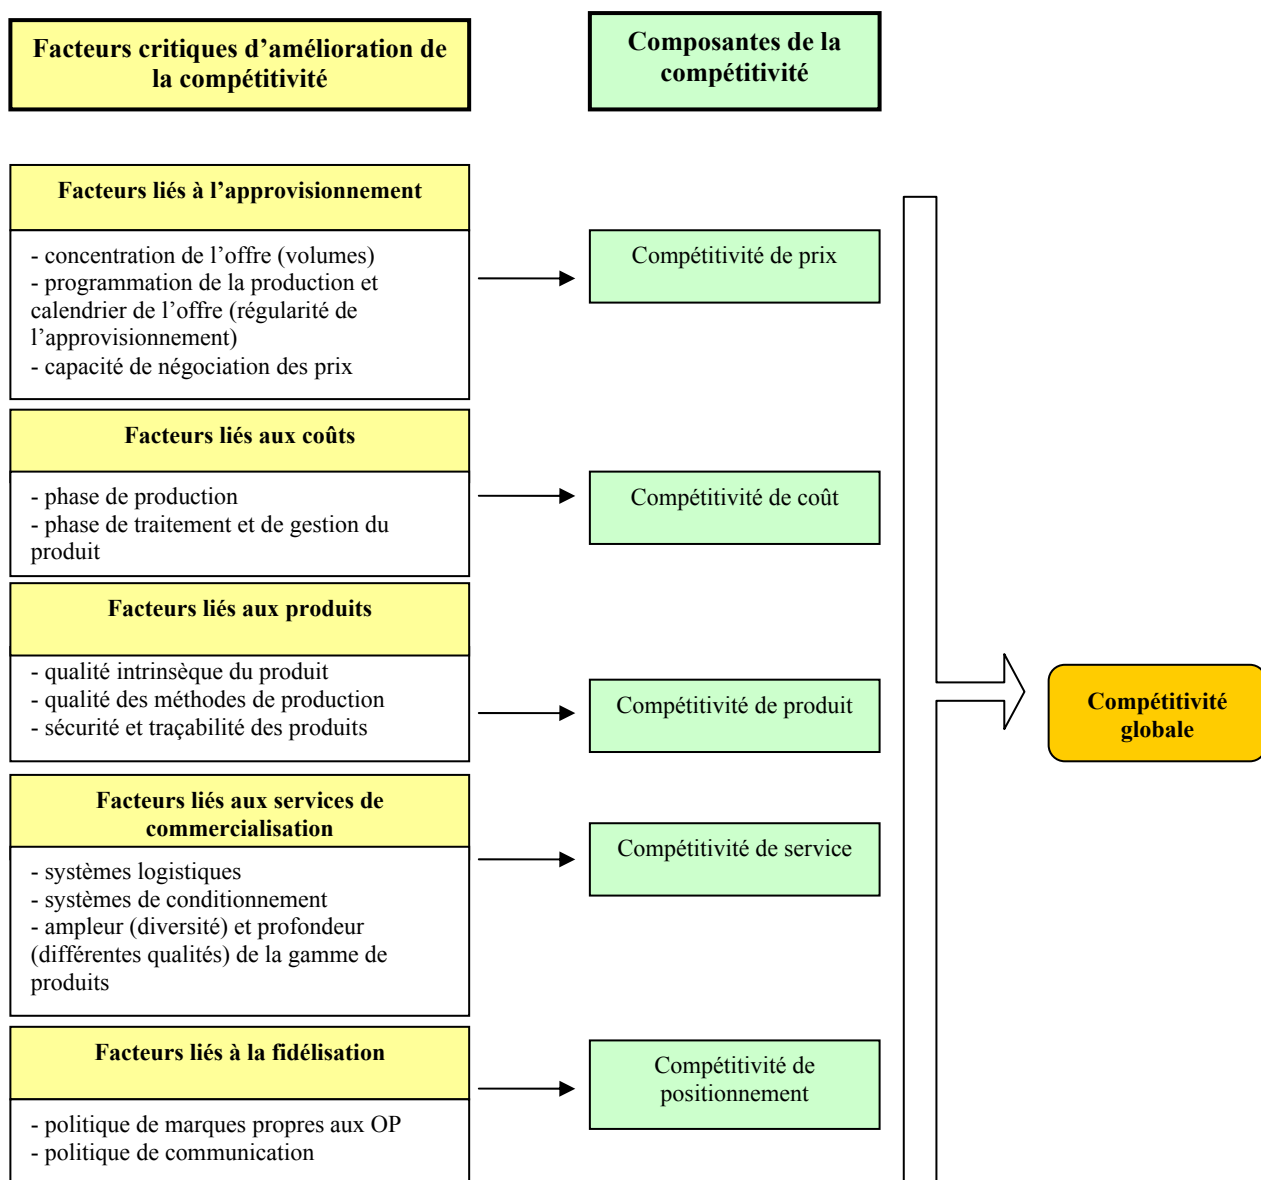 Facteurs critiques d’amélioration de
la compétitivité
Composantes de la
compétitivité
Facteurs liés à l’approvisionnement
- concentration de l’offre (volumes)
- programmation de la production et
calendrier de l’offre (régularité de
l’approvisionnement)
- capacité de négociation des prix
Compétitivité de prix
Facteurs liés aux coûts
- phase de production
- phase de traitement et de gestion du
produit
Compétitivité de coût
Facteurs liés aux produits
- qualité intrinsèque du produit
- qualité des méthodes de production
- sécurité et traçabilité des produits
Compétitivité de produit
Facteurs liés aux services de
commercialisation
- systèmes logistiques
- systèmes de conditionnement
- ampleur (diversité) et profondeur
(différentes qualités) de la gamme de
produits
Compétitivité de service
Facteurs liés à la fidélisation
- politique de marques propres aux OP
- politique de communication
Compétitivité de
positionnement
Compétitivité
globale